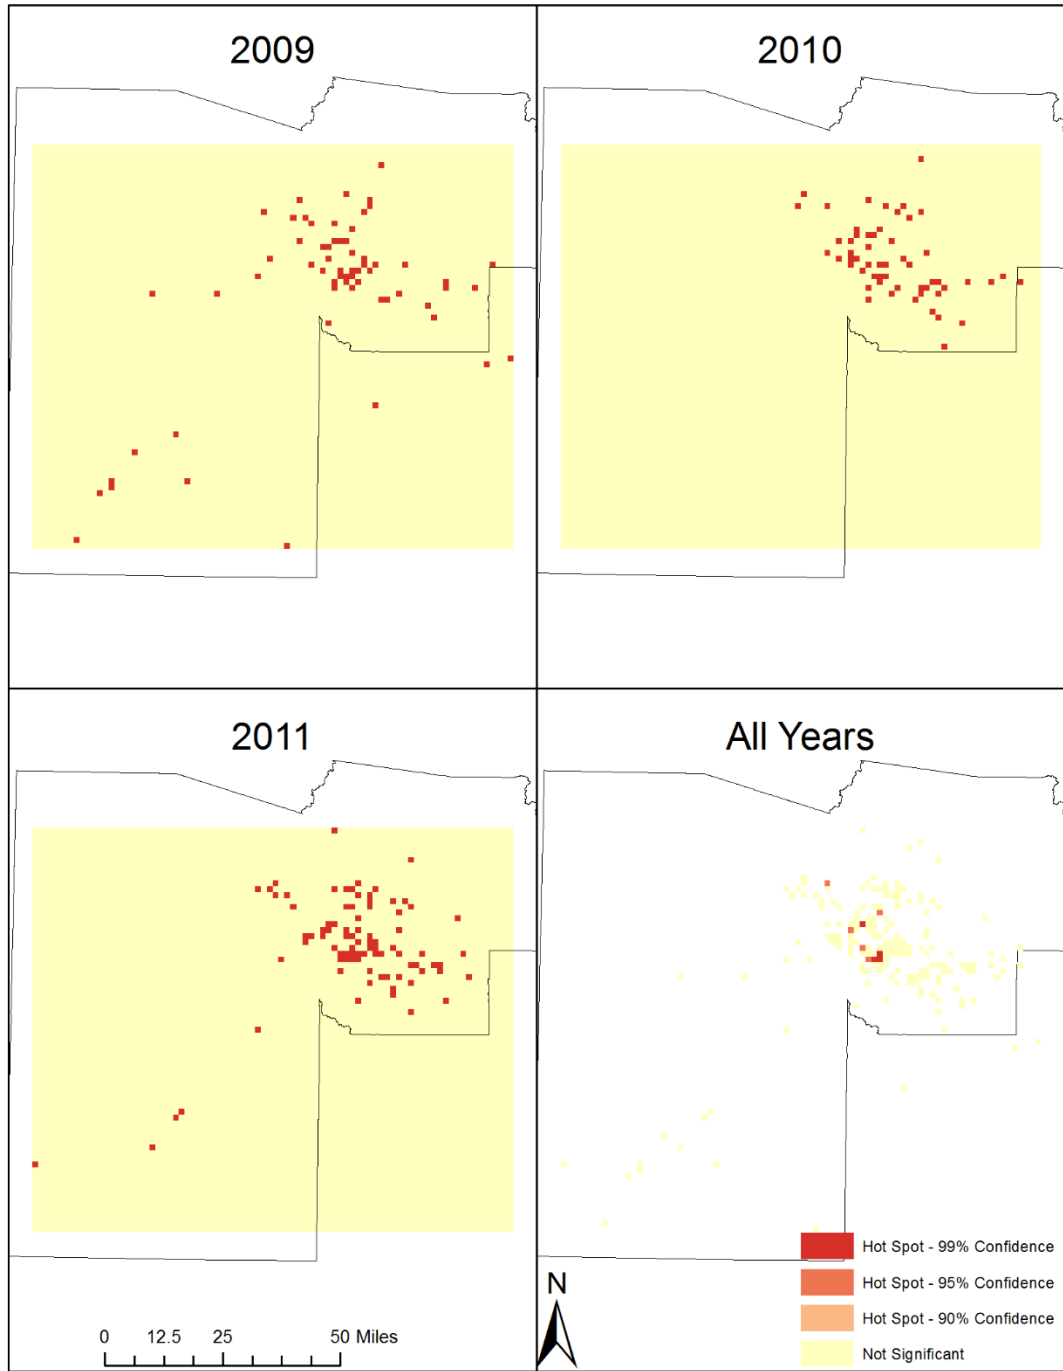 2009
2010
2011
All Years
Hot Spot - 99% Confidence
Hot Spot - 95% Confidence
Hot Spot - 90% Confidence
Not Significant
N
0 12.5 25 50 Miles